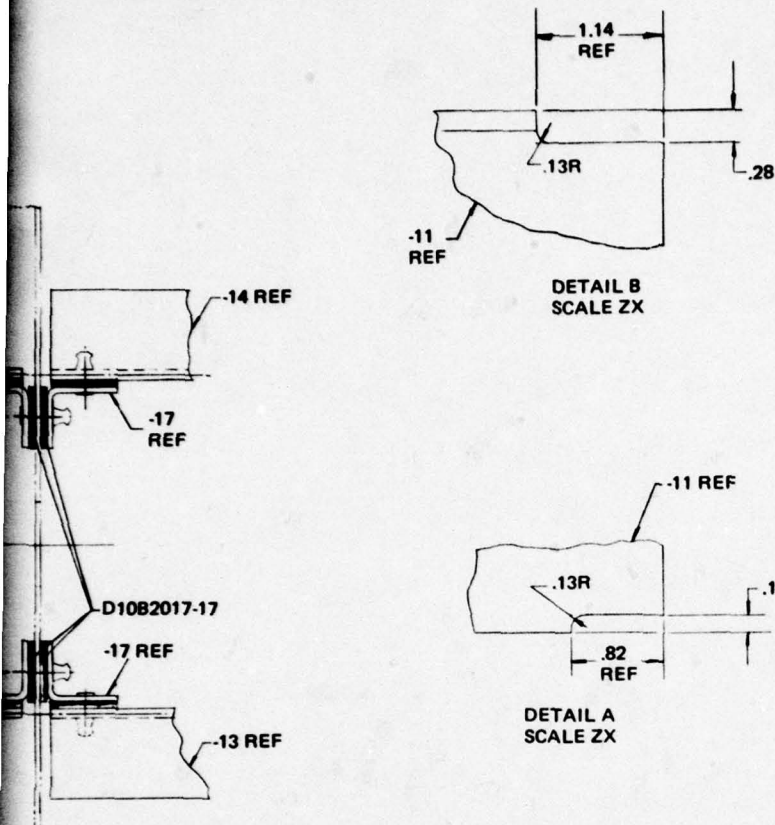 1.14
REF
.13R
.28
-11
REF
DETAIL B
SCALE ZX
-14 REF
-17
REF
-11 REF
.13R
.1
D10B2017-17
-17 REF
.82
REF
DETAIL A
SCALE ZX
-13 REF